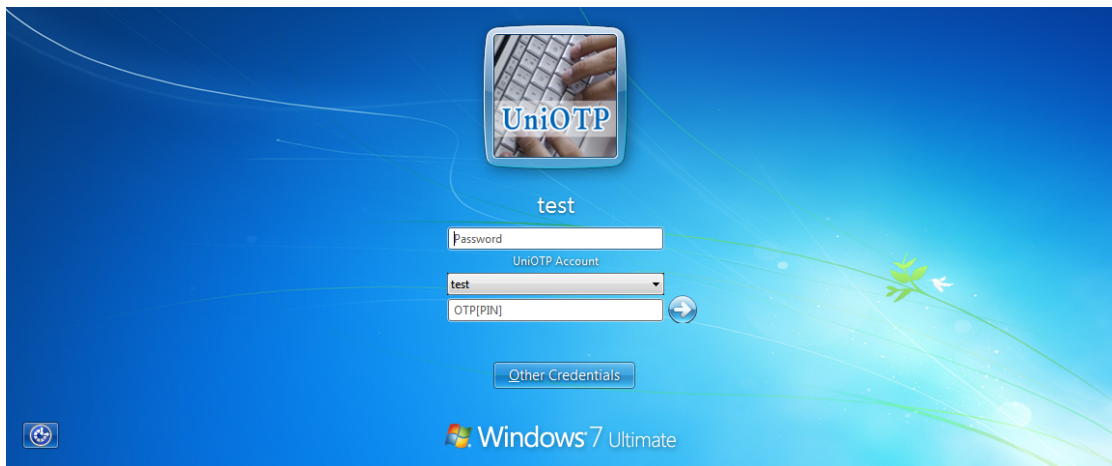 UniOTP
test
Password
UniOTP Account
test
OTP[PIN]
Other Credentials
Windows 7 Ultimate